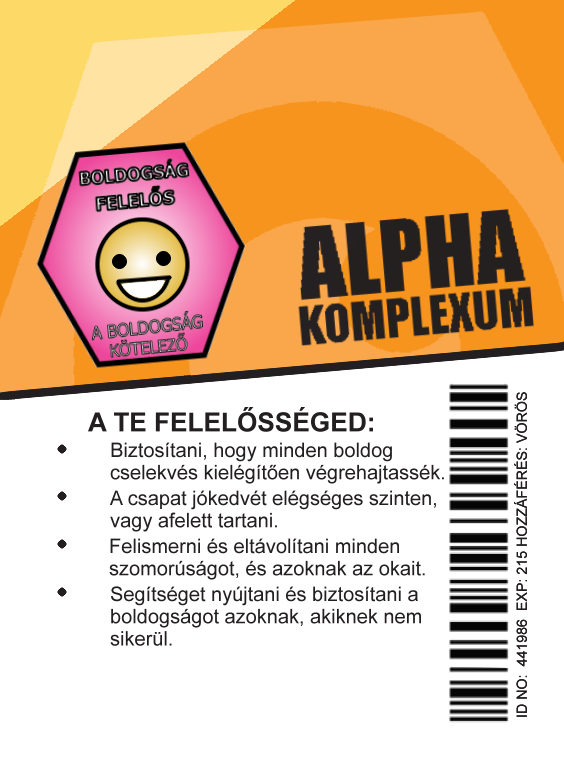 BOLDOGSÁG
FELELŐS
A BOLDOGSÁG
KÖTELEZŐ
ALPHA
KOMPLEXUM
A TE FELELŐSSÉGED:
• Biztosítani, hogy minden boldog
cselekvés kielégítően végrehajtassék.
• A csapat jókedvét elégséges szinten,
vagy afelett tartani.
• Felismerni és eltávolítani minden
szomorúságot, és azoknak az okait.
• Segítséget nyújtani és biztosítani a
boldogságot azoknak, akiknek nem
sikerül.
ID NO: 441986 EXP: 215 HOZZÁFÉRÉS: VÖRÖS